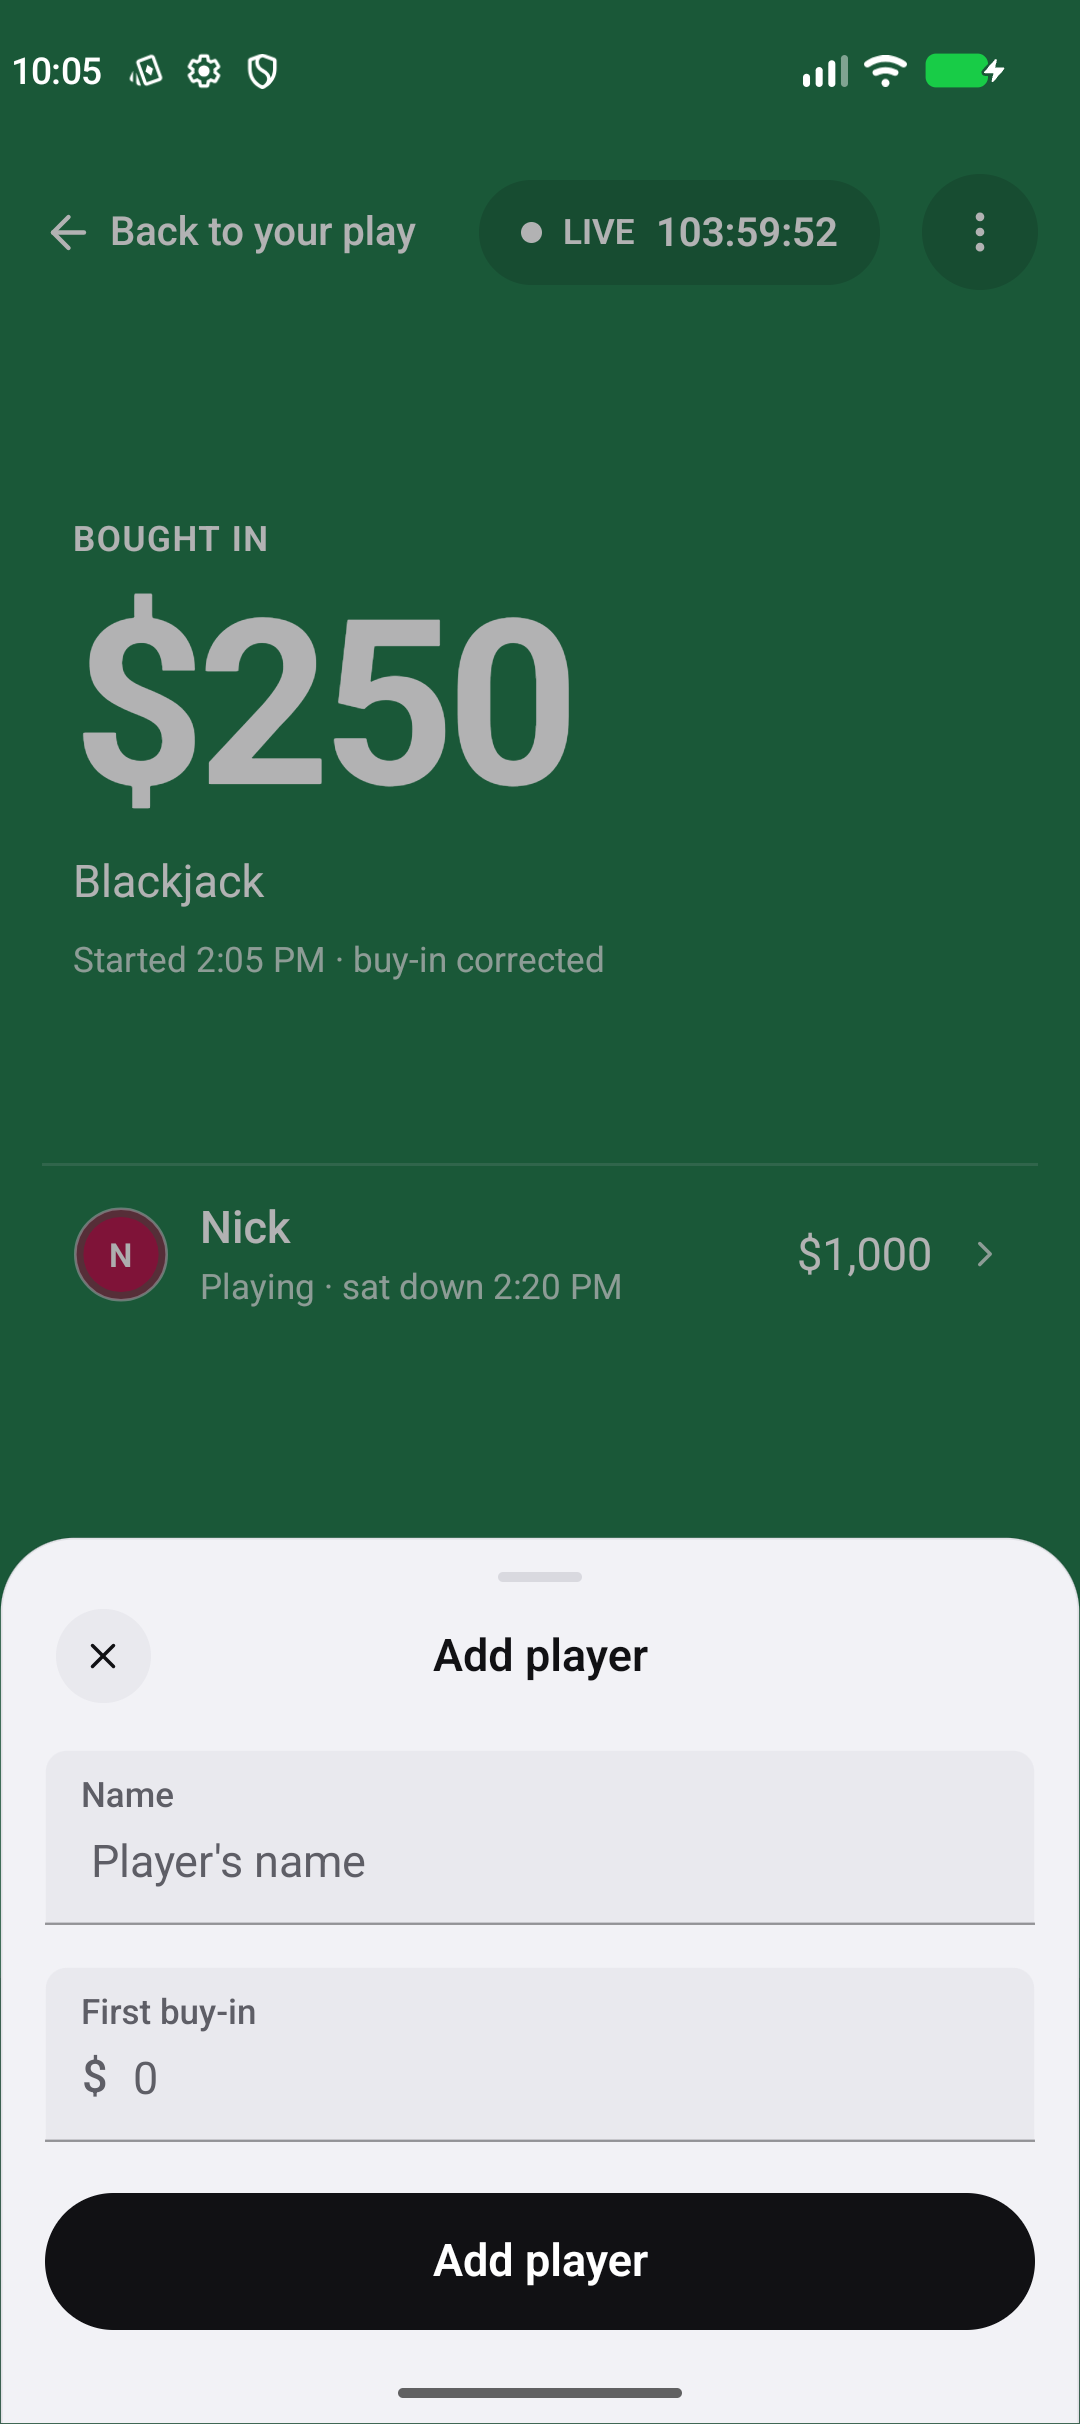 10:05
Back to your play
LIVE 103:59:52
BOUGHT IN
$250
Blackjack
Started 2:05 PM · buy-in corrected
N
Nick
Playing · sat down 2:20 PM
$1,000
Add player
Name
Player's name
First buy-in
$ 0
Add player